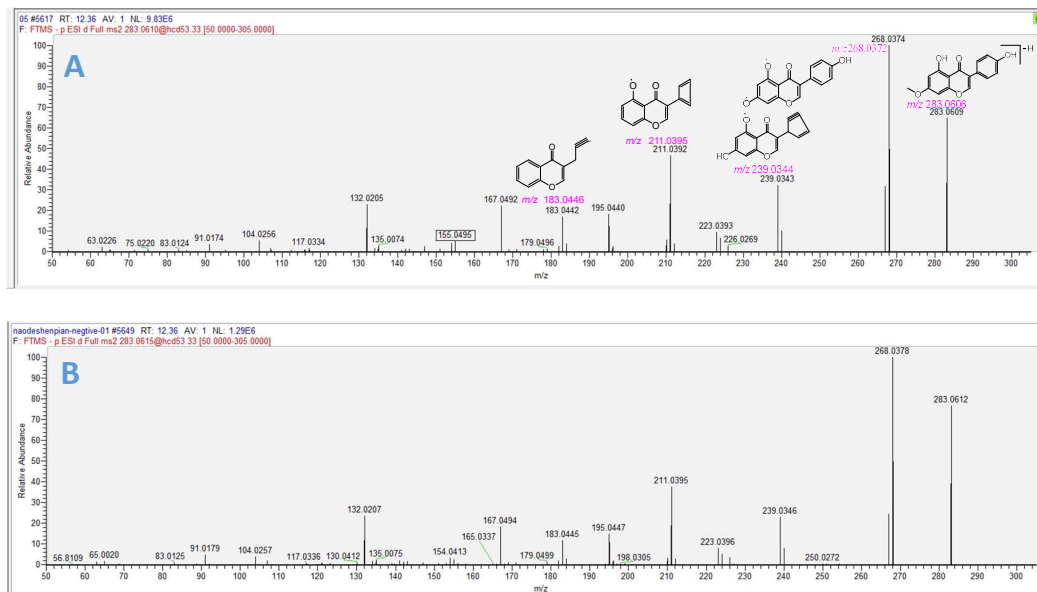 05 #5617 RT: 12.36 AV: 1 NL: 9.83E6
F: FTMS - p ESI d Full ms2 283.0610@hcd53.33 [50.0000-305.0000]
A
Relative Abundance
100
90
80
70
60
50
40
30
20
10
0
268.0374
m/z 268.0372
OH
O
O
O
O
OH
O
OH
-H
O
O
m/z 283.0606
283.0609
O
O
O
m/z 211.0395
211.0392
O
O
HO
O
m/z 239.0344
239.0343
O
O
m/z 183.0446
183.0442
63.0226
75.0220
83.0124
91.0174
104.0256
117.0334
132.0205
135.0074
155.0495
167.0492
179.0496
195.0440
223.0393
226.0269
50 60 70 80 90 100 110 120 130 140 150 160 170 180 190 200 210 220 230 240 250 260 270 280 290 300
m/z
naodeshenpian-negtive-01 #5649 RT: 12.36 AV: 1 NL: 1.29E6
F: FTMS - p ESI d Full ms2 283.0615@hcd53.33 [50.0000-305.0000]
B
Relative Abundance
100
90
80
70
60
50
40
30
20
10
0
268.0378
283.0612
211.0395
132.0207
239.0346
167.0494
165.0337
183.0445
195.0447
223.0396
56.8109
65.0020
83.0125
91.0179
104.0257
117.0336
130.0412
135.0075
154.0413
179.0499
198.0305
250.0272
50 60 70 80 90 100 110 120 130 140 150 160 170 180 190 200 210 220 230 240 250 260 270 280 290 300
m/z